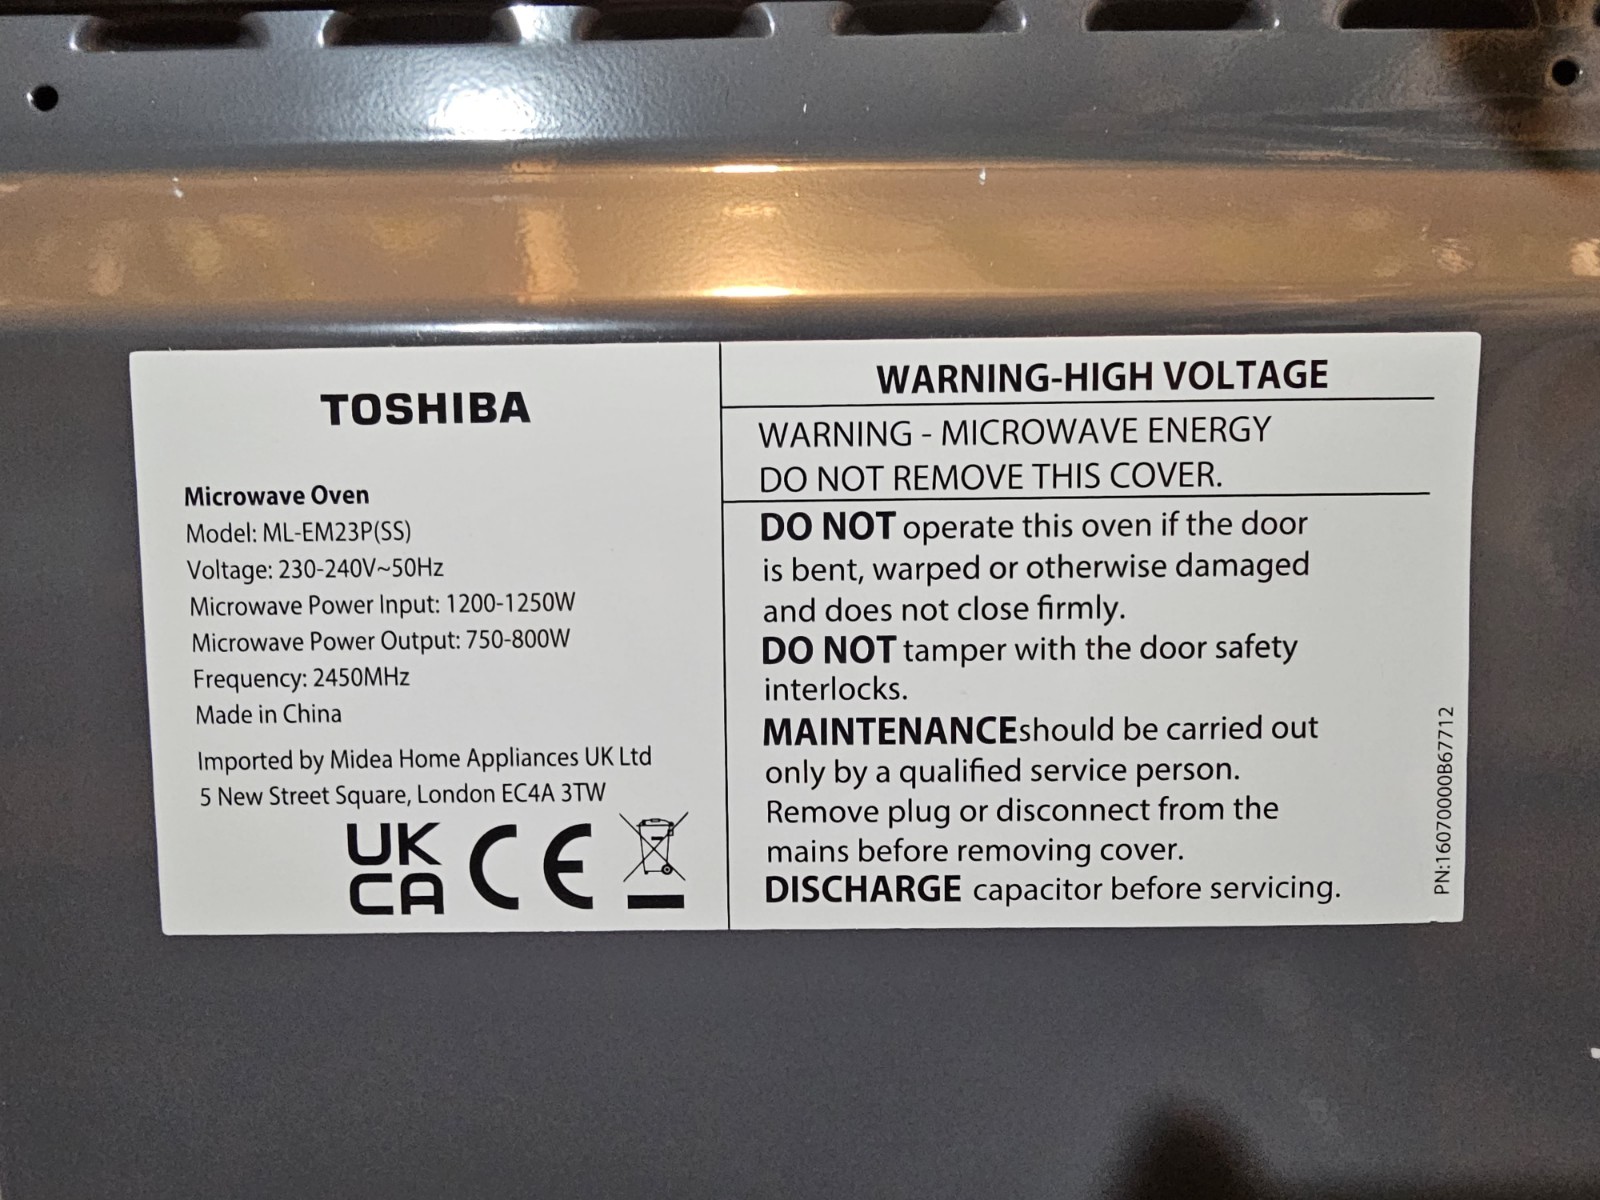 TOSHIBA
Microwave Oven
Model: ML-EM23P(SS)
Voltage: 230-240V~50Hz
Microwave Power Input: 1200-1250W
Microwave Power Output: 750-800W
Frequency: 2450MHz
Made in China
Imported by Midea Home Appliances UK Ltd
5 New Street Square, London EC4A 3TW
UK
CA
CE
WARNING-HIGH VOLTAGE
WARNING - MICROWAVE ENERGY
DO NOT REMOVE THIS COVER.
DO NOT operate this oven if the door
is bent, warped or otherwise damaged
and does not close firmly.
DO NOT tamper with the door safety
interlocks.
MAINTENANCEshould be carried out
only by a qualified service person.
Remove plug or disconnect from the
mains before removing cover.
DISCHARGE capacitor before servicing.
PN:16070000B67712